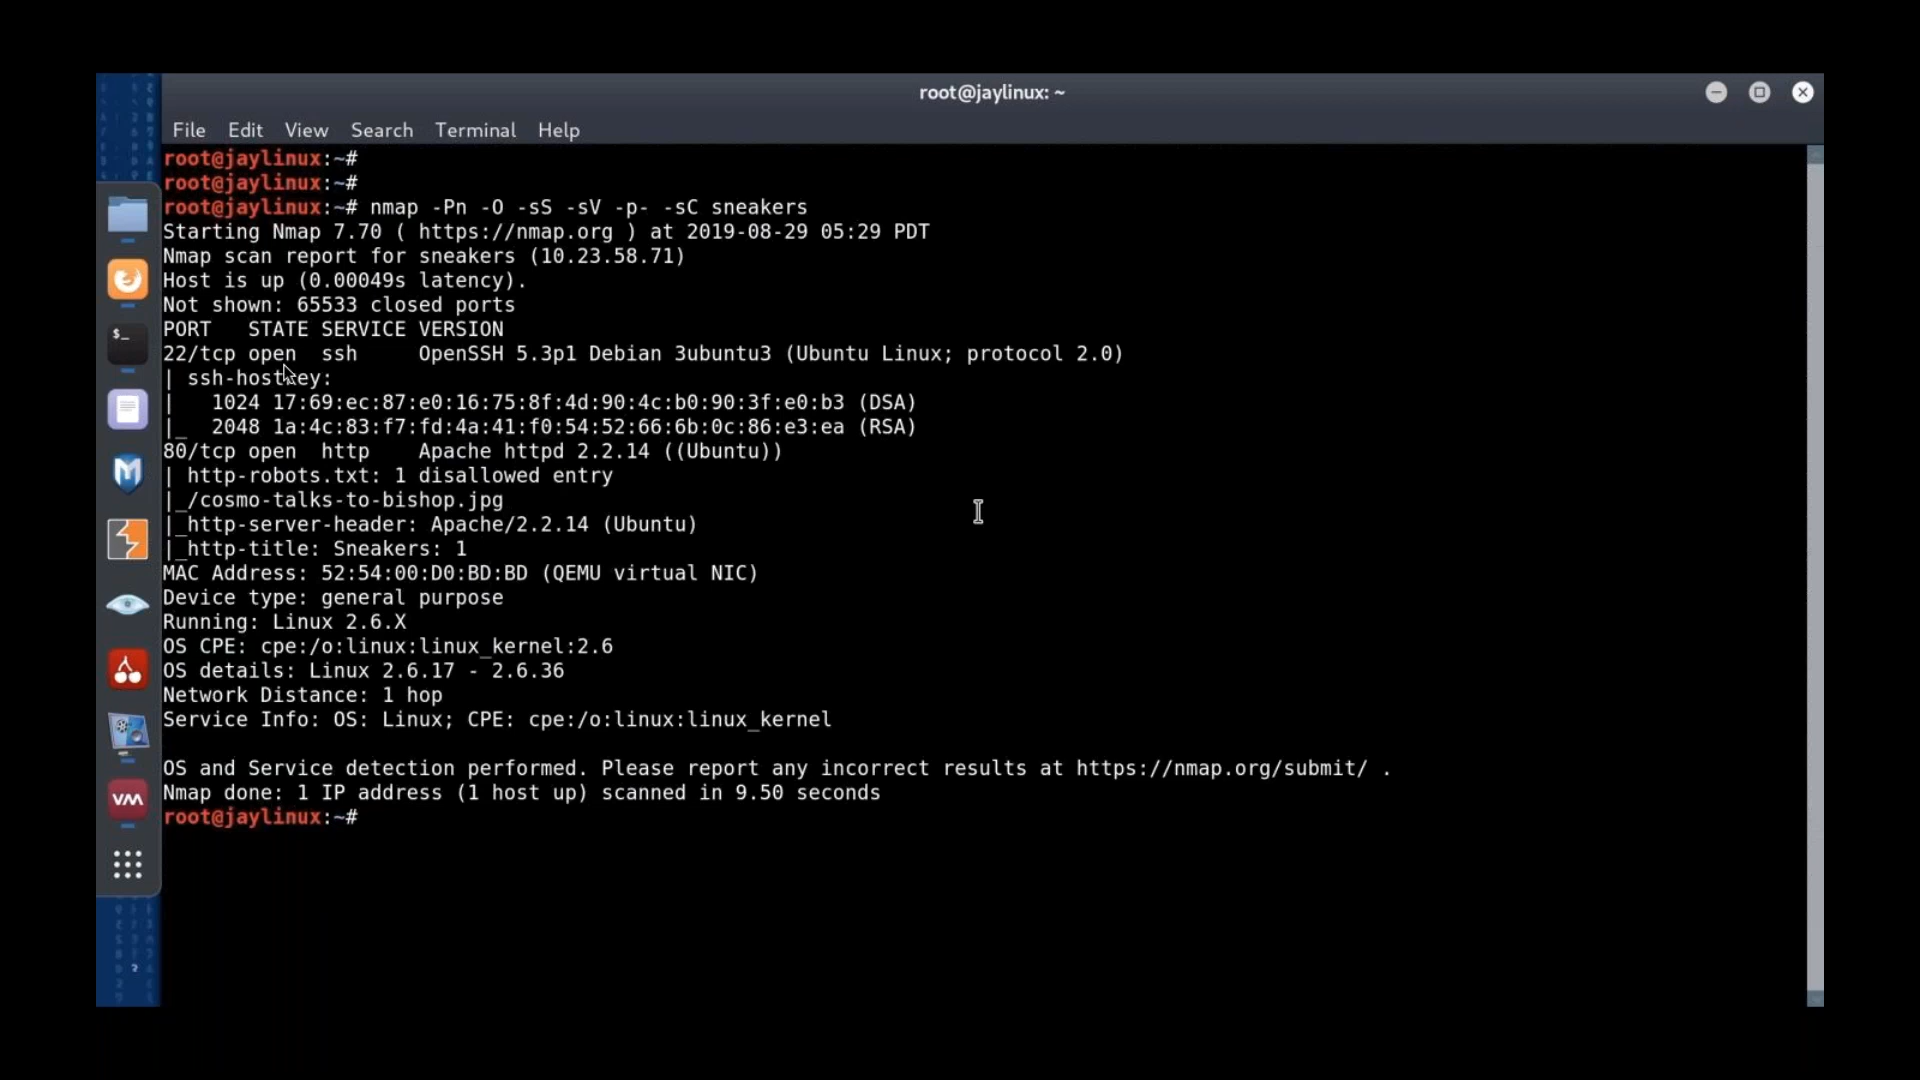 root@jaylinux: ~
File Edit View Search Terminal Help
root@jaylinux:~#
root@jaylinux:~#
root@jaylinux:~# nmap -Pn -O -sS -sV -p- -sC sneakers
Starting Nmap 7.70 ( https://nmap.org ) at 2019-08-29 05:29 PDT
Nmap scan report for sneakers (10.23.58.71)
Host is up (0.00049s latency).
Not shown: 65533 closed ports
PORT   STATE SERVICE VERSION
22/tcp open  ssh     OpenSSH 5.3p1 Debian 3ubuntu3 (Ubuntu Linux; protocol 2.0)
| ssh-hostkey:
|   1024 17:69:ec:87:e0:16:75:8f:4d:90:4c:b0:90:3f:e0:b3 (DSA)
|_  2048 1a:4c:83:f7:fd:4a:41:f0:54:52:66:6b:0c:86:e3:ea (RSA)
80/tcp open  http    Apache httpd 2.2.14 ((Ubuntu))
| http-robots.txt: 1 disallowed entry
|_/cosmo-talks-to-bishop.jpg
|_http-server-header: Apache/2.2.14 (Ubuntu)
|_http-title: Sneakers: 1
MAC Address: 52:54:00:D0:BD:BD (QEMU virtual NIC)
Device type: general purpose
Running: Linux 2.6.X
OS CPE: cpe:/o:linux:linux_kernel:2.6
OS details: Linux 2.6.17 - 2.6.36
Network Distance: 1 hop
Service Info: OS: Linux; CPE: cpe:/o:linux:linux_kernel
OS and Service detection performed. Please report any incorrect results at https://nmap.org/submit/ .
Nmap done: 1 IP address (1 host up) scanned in 9.50 seconds
root@jaylinux:~#
$_
vm